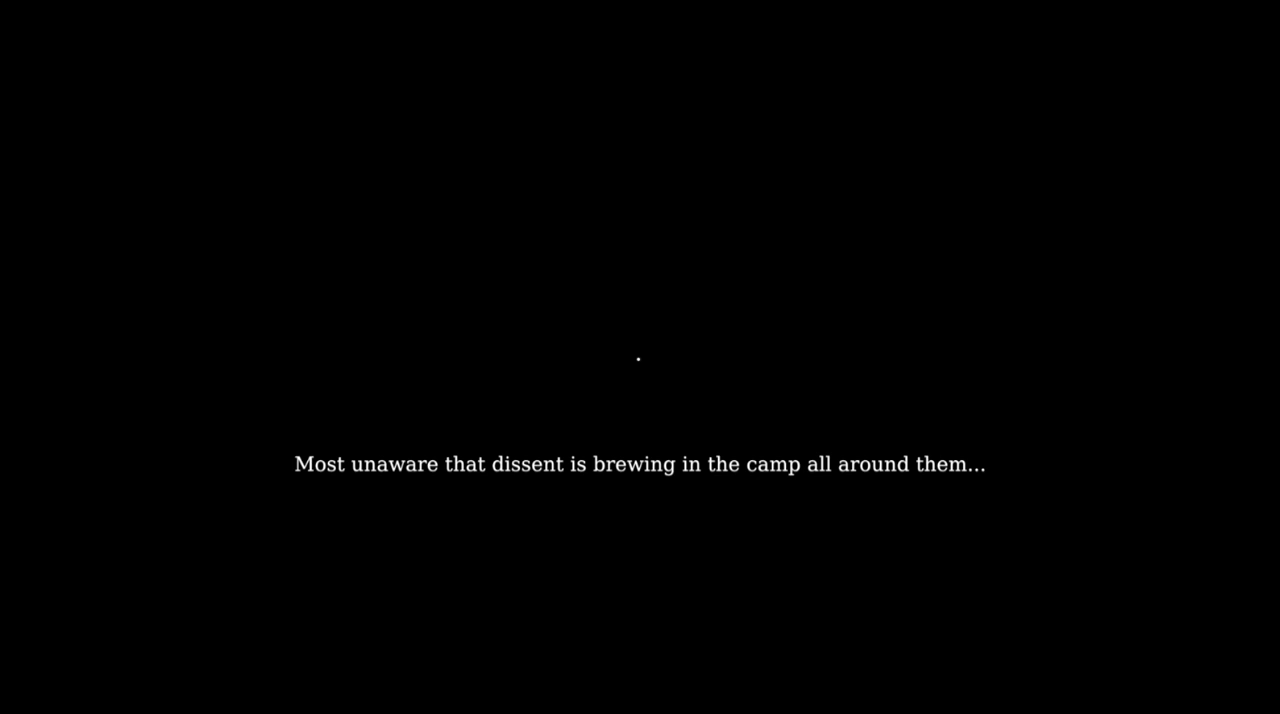 .
Most unaware that dissent is brewing in the camp all around them...